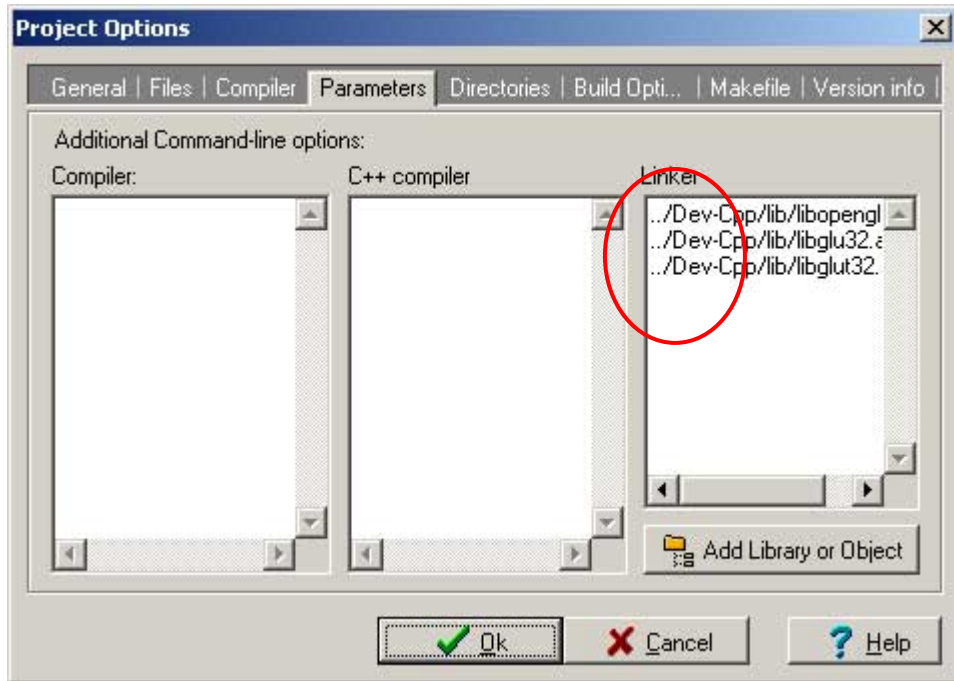 Project Options
General | Files | Compiler | Parameters | Directories | Build Opti... | Makefile | Version info |
Additional Command-line options:
Compiler:
C++ compiler
Linker
../Dev-Cpp/lib/libopengl
../Dev-Cpp/lib/libglu32.a
../Dev-Cpp/lib/libglut32.
Add Library or Object
Ok
Cancel
Help